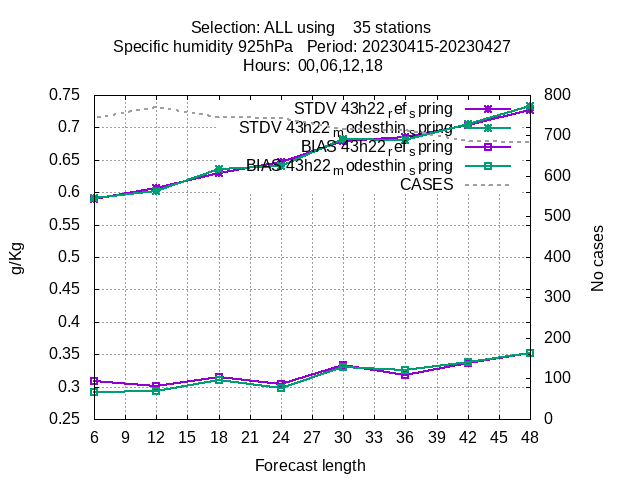 Selection: ALL using    35 stations
Specific humidity 925hPa   Period: 20230415-20230427
Hours:  00,06,12,18
0.75
0.7
0.65
0.6
0.55
0.5
0.45
0.4
0.35
0.3
0.25
g/Kg
STDV 43h22_ref_spring
STDV 43h22_modesthin_spring
BIAS 43h22_ref_spring
BIAS 43h22_modesthin_spring
CASES
800
700
600
500
400
300
200
100
0
No cases
6 9 12 15 18 21 24 27 30 33 36 39 42 45 48
Forecast length